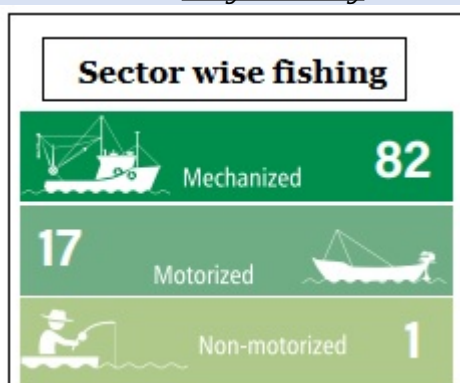 Sector wise fishing
Mechanized 82
17 Motorized
Non-motorized 1